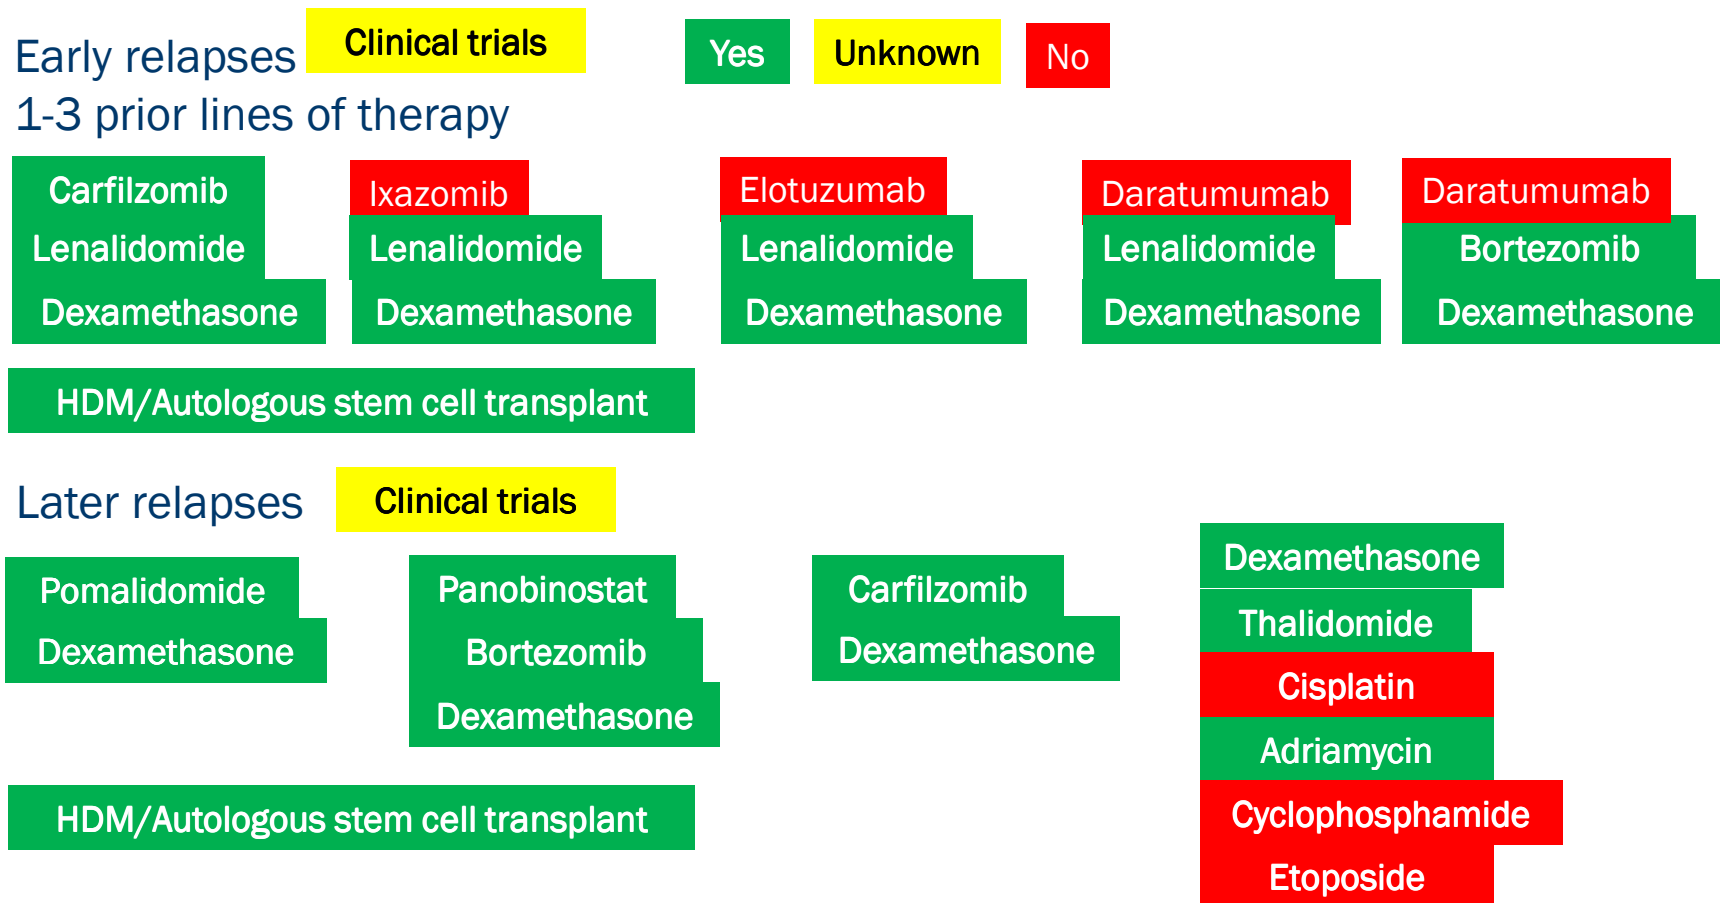 Early relapses
Clinical trials
Yes
Unknown
No
1-3 prior lines of therapy
Carfilzomib
Lenalidomide
Dexamethasone
Ixazomib
Lenalidomide
Dexamethasone
Elotuzumab
Lenalidomide
Dexamethasone
Daratumumab
Lenalidomide
Dexamethasone
Daratumumab
Bortezomib
Dexamethasone
HDM/Autologous stem cell transplant
Later relapses
Clinical trials
Pomalidomide
Dexamethasone
Panobinostat
Bortezomib
Dexamethasone
Carfilzomib
Dexamethasone
Dexamethasone
Thalidomide
Cisplatin
Adriamycin
Cyclophosphamide
Etoposide
HDM/Autologous stem cell transplant